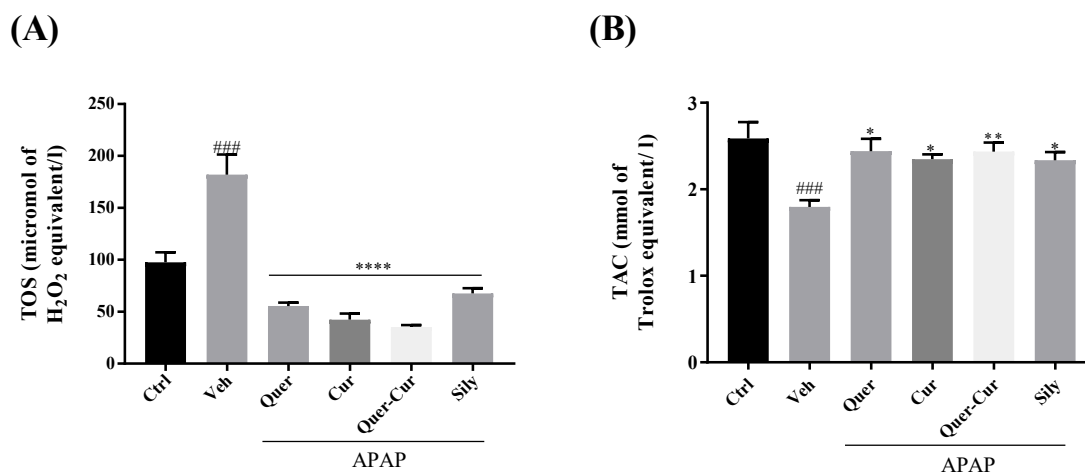 (A)
TOS (micromol of
H₂O₂ equivalent/l)
250
200
150
100
50
0
###
****
Ctrl
Veh
Quer
Cur
Quer-Cur
Sily
APAP
(B)
TAC (mmol of
Trolox equivalent/ l)
3
2
1
0
###
*
*
**
*
Ctrl
Veh
Quer
Cur
Quer-Cur
Sily
APAP